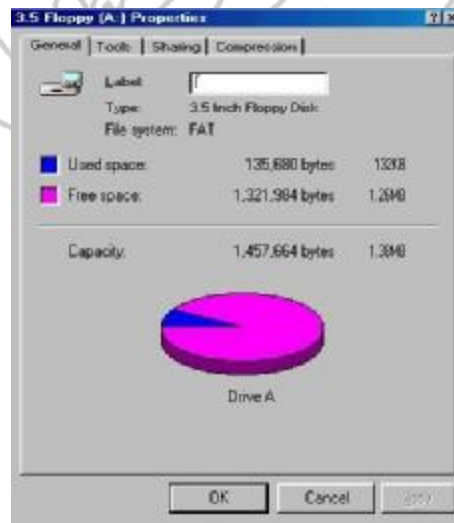 3.5 Floppy (A:) Properties
General Tools Sharing Compression
Label:
Type: 3.5 Inch Floppy Disk
File system: FAT
Used space: 135,680 bytes 132KB
Free space: 1,321,984 bytes 1.26MB
Capacity: 1,457,664 bytes 1.38MB
Drive A
OK Cancel Apply